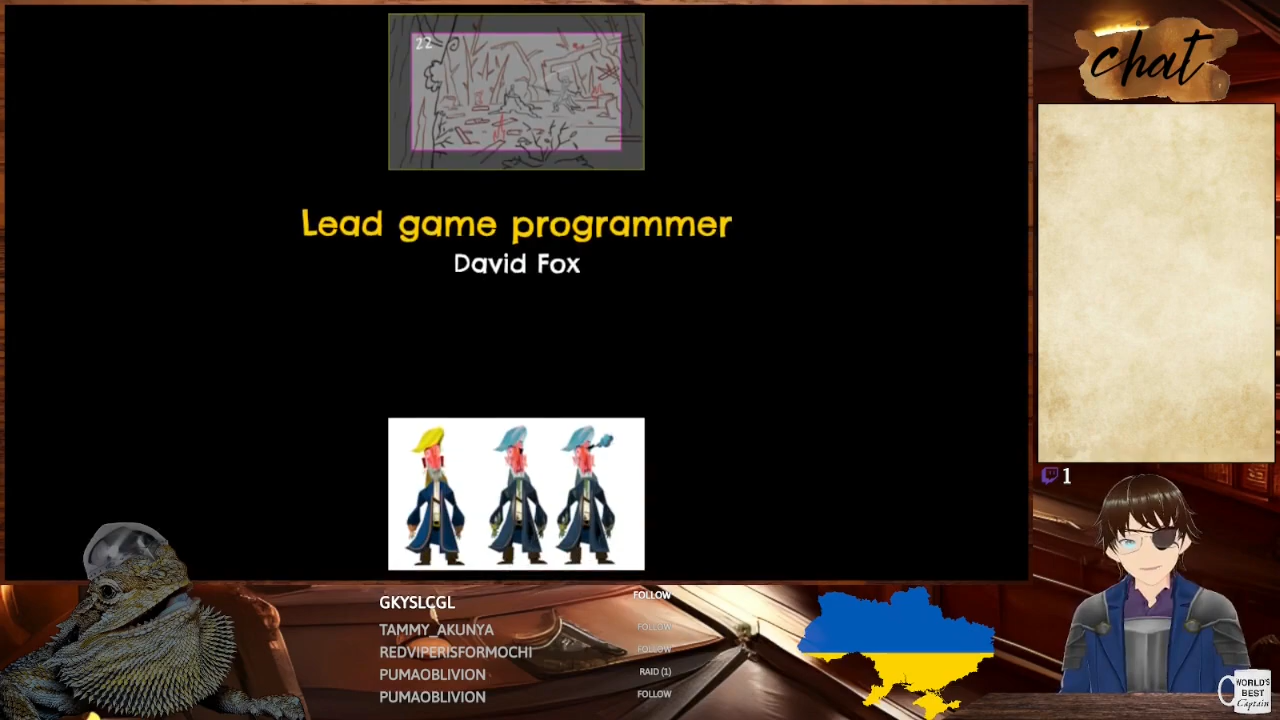 22
Lead game programmer
David Fox
chat
1
GKYSLCGL FOLLOW
TAMMY_AKUNYA FOLLOW
REDVIPERISFORMOCHI FOLLOW
PUMAOBLIVION RAID (1)
PUMAOBLIVION FOLLOW
WORLD'S
BEST
Captain